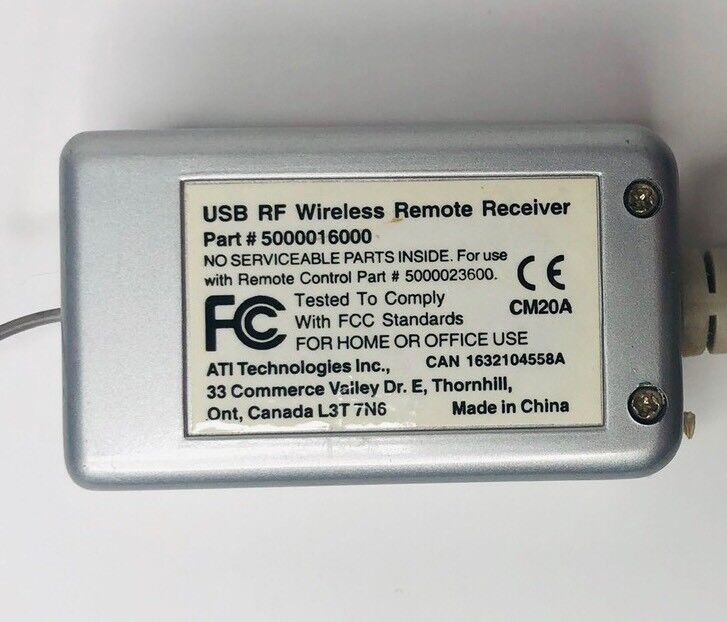 USB RF Wireless Remote Receiver
Part # 5000016000
NO SERVICEABLE PARTS INSIDE. For use
with Remote Control Part # 5000023600.
CE
CM20A
FC
Tested To Comply
With FCC Standards
FOR HOME OR OFFICE USE
ATI Technologies Inc., CAN 1632104558A
33 Commerce Valley Dr. E, Thornhill,
Ont, Canada L3T 7N6 Made in China